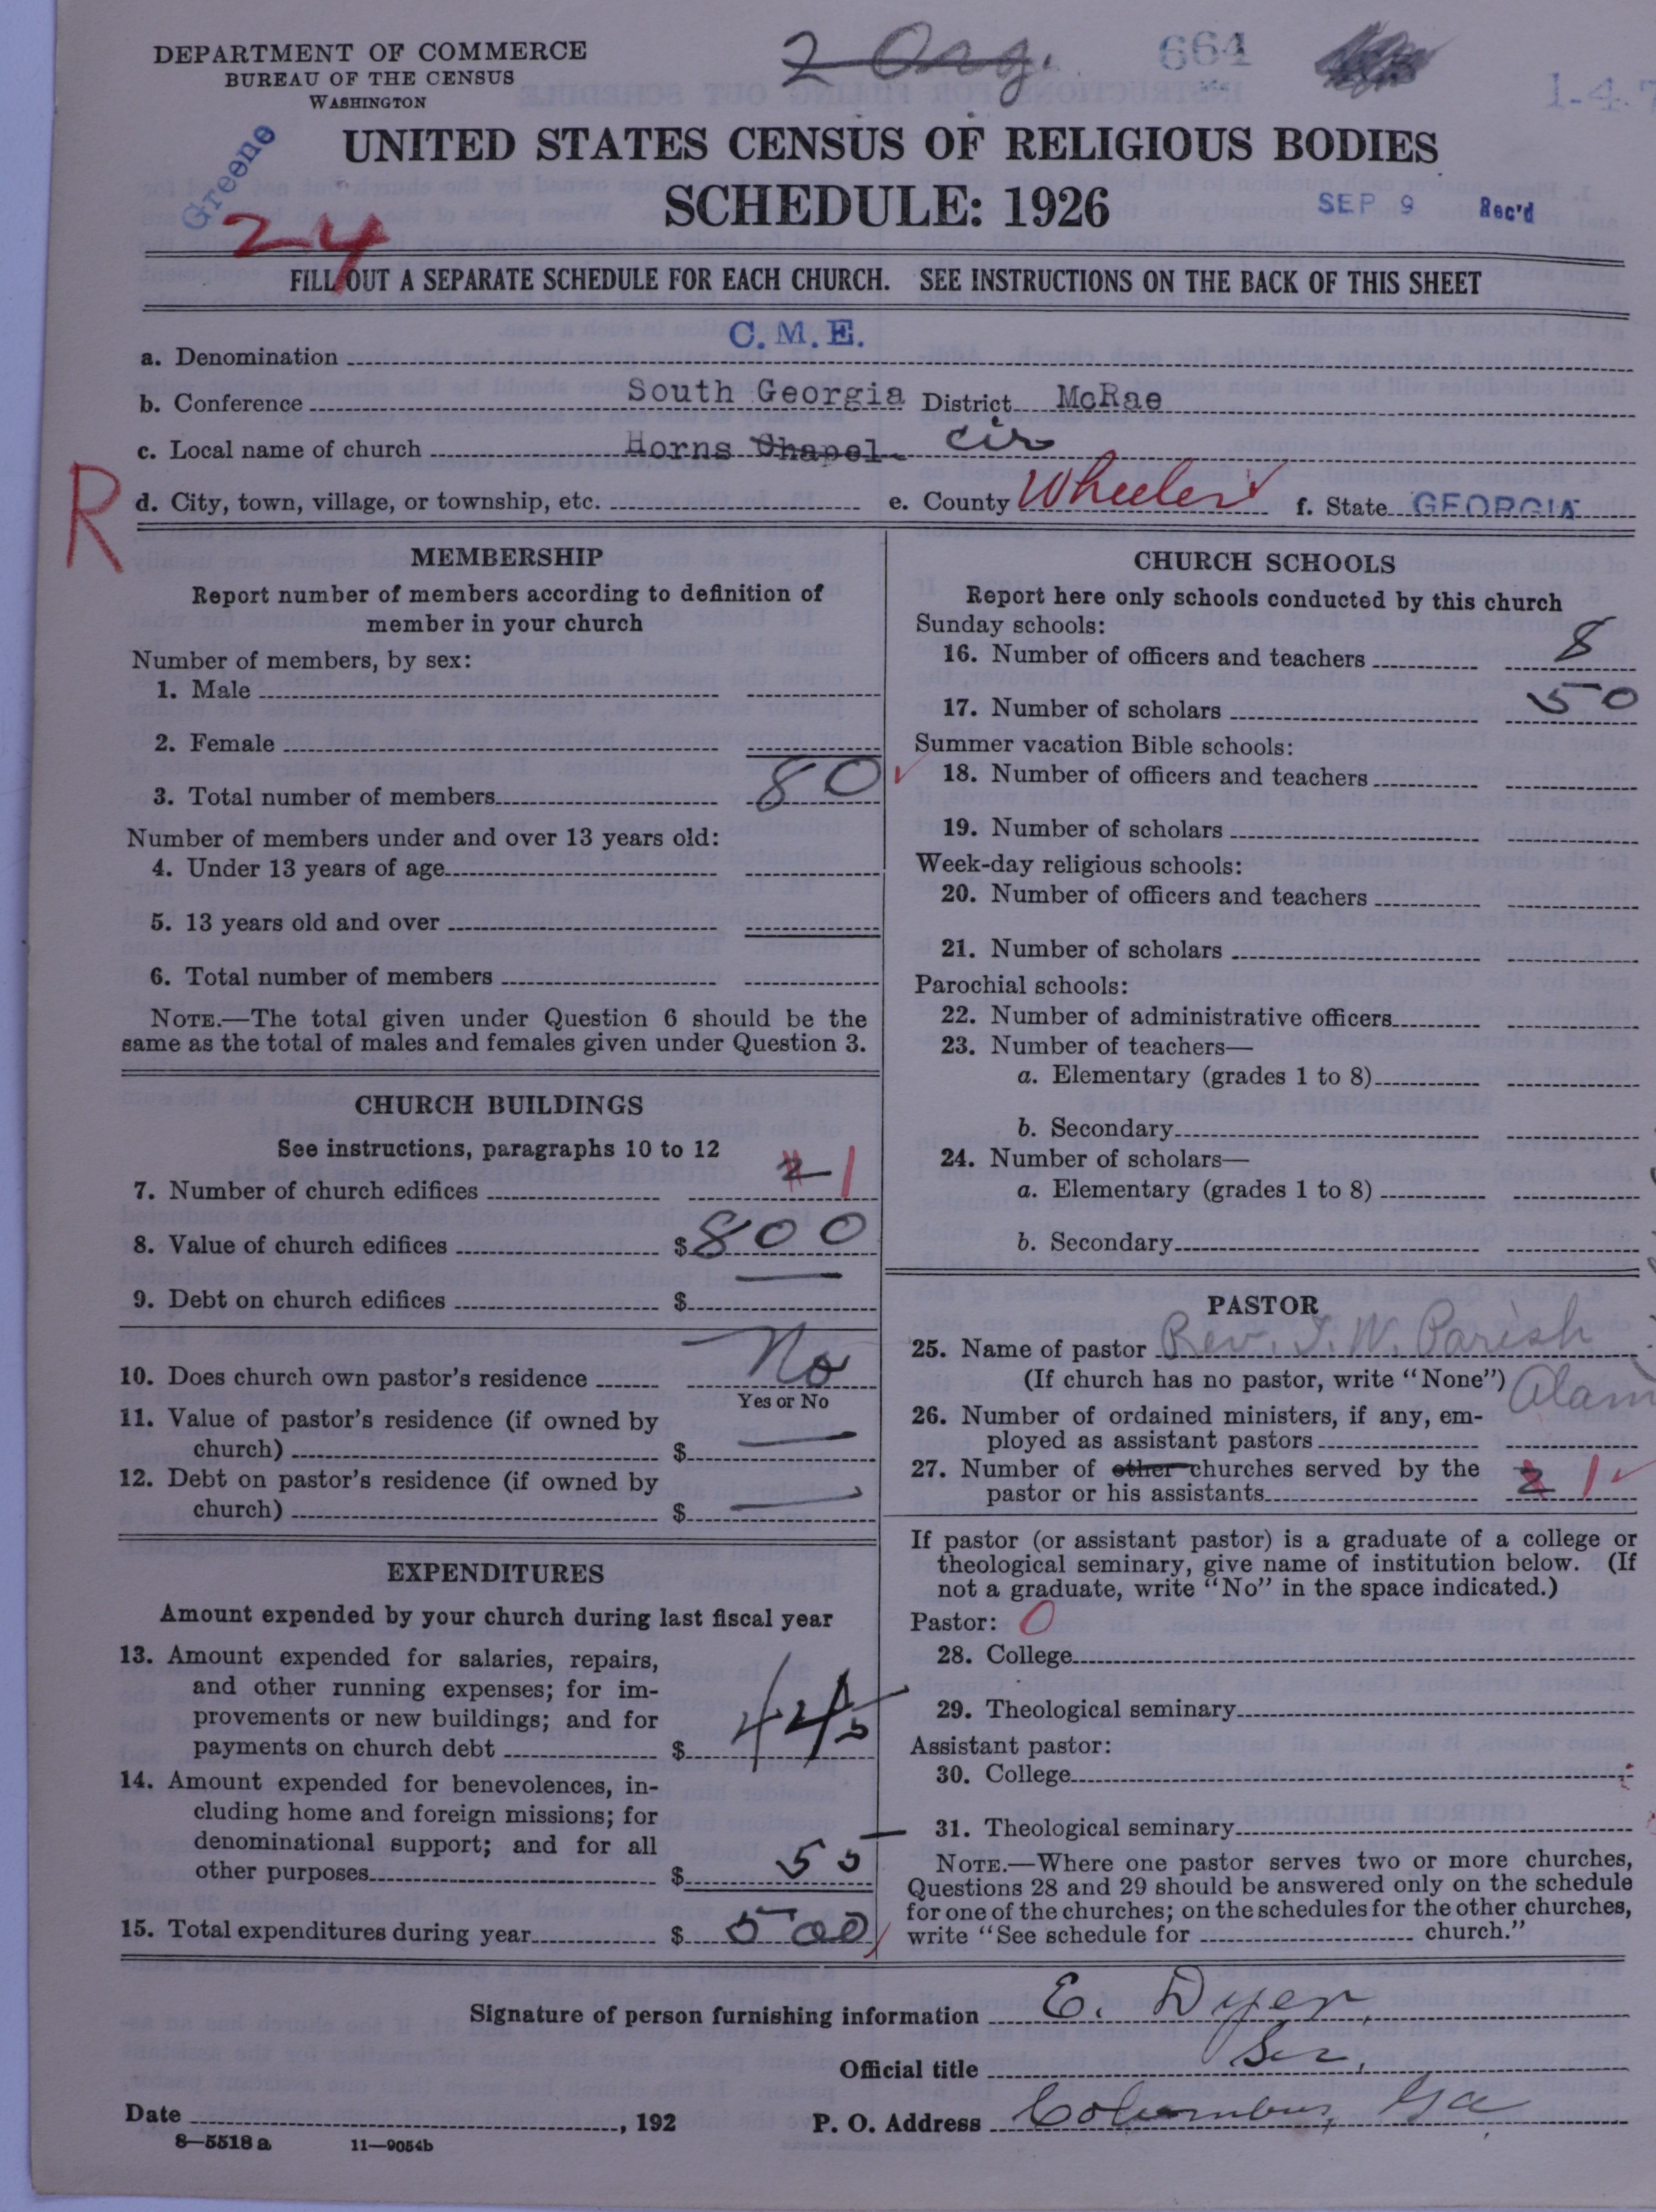 DEPARTMENT OF COMMERCE
BUREAU OF THE CENSUS
WASHINGTON
2 Org.
664
1-4-7
Greene
24
UNITED STATES CENSUS OF RELIGIOUS BODIES
SCHEDULE: 1926
SEP 9 Rec'd
FILL OUT A SEPARATE SCHEDULE FOR EACH CHURCH. SEE INSTRUCTIONS ON THE BACK OF THIS SHEET
a. Denomination C.M.E.
b. Conference South Georgia District McRae
c. Local name of church Horns Chapel cir
R
d. City, town, village, or township, etc. e. County Wheeler f. State GEORGIA
MEMBERSHIP
Report number of members according to definition of
member in your church
Number of members, by sex:
1. Male
2. Female
3. Total number of members 80
Number of members under and over 13 years old:
4. Under 13 years of age
5. 13 years old and over
6. Total number of members
NOTE.—The total given under Question 6 should be the
same as the total of males and females given under Question 3.
CHURCH BUILDINGS
See instructions, paragraphs 10 to 12
7. Number of church edifices 2 1
8. Value of church edifices $ 800
9. Debt on church edifices $
10. Does church own pastor's residence No
Yes or No
11. Value of pastor's residence (if owned by
church) $
12. Debt on pastor's residence (if owned by
church) $
EXPENDITURES
Amount expended by your church during last fiscal year
13. Amount expended for salaries, repairs,
and other running expenses; for im-
provements or new buildings; and for
payments on church debt $ 445
14. Amount expended for benevolences, in-
cluding home and foreign missions; for
denominational support; and for all
other purposes $ 55
15. Total expenditures during year $ 500
CHURCH SCHOOLS
Report here only schools conducted by this church
Sunday schools:
16. Number of officers and teachers 8
17. Number of scholars 50
Summer vacation Bible schools:
18. Number of officers and teachers
19. Number of scholars
Week-day religious schools:
20. Number of officers and teachers
21. Number of scholars
Parochial schools:
22. Number of administrative officers
23. Number of teachers—
a. Elementary (grades 1 to 8)
b. Secondary
24. Number of scholars—
a. Elementary (grades 1 to 8)
b. Secondary
PASTOR
25. Name of pastor Rev. J. W. Parish
(If church has no pastor, write "None") Alam
26. Number of ordained ministers, if any, em-
ployed as assistant pastors
27. Number of other churches served by the
pastor or his assistants 2 1
If pastor (or assistant pastor) is a graduate of a college or
theological seminary, give name of institution below. (If
not a graduate, write "No" in the space indicated.)
Pastor: 0
28. College
29. Theological seminary
Assistant pastor:
30. College
31. Theological seminary
NOTE.—Where one pastor serves two or more churches,
Questions 28 and 29 should be answered only on the schedule
for one of the churches; on the schedules for the other churches,
write "See schedule for church."
Signature of person furnishing information E. Dyer,
Official title Sec.
Date , 192 P. O. Address Columbus, Ga
8—5518 a 11—9054b